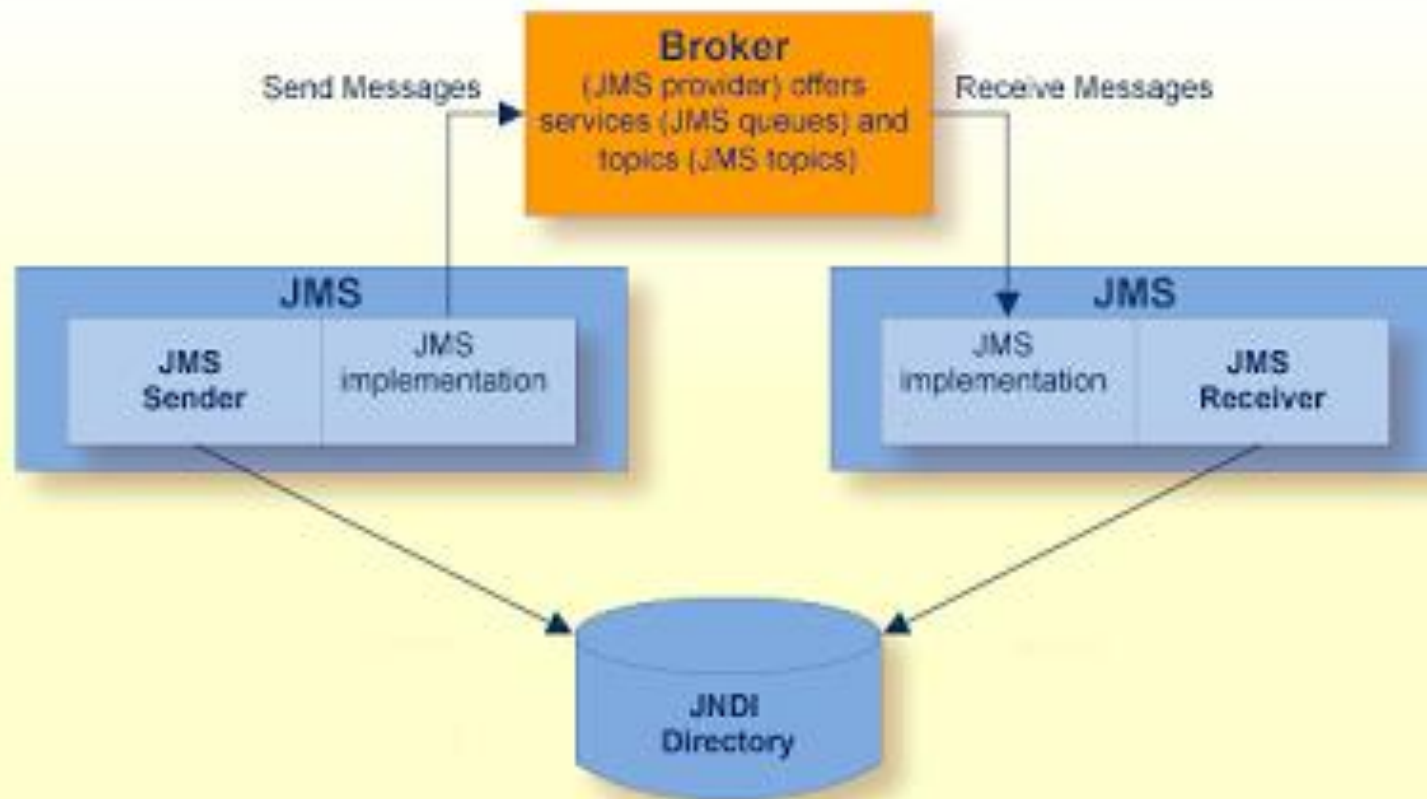 Broker
(JMS provider) offers
services (JMS queues) and
topics (JMS topics)
Send Messages
Receive Messages
JMS
JMS
Sender
JMS
implementation
JMS
JMS
implementation
JMS
Receiver
JNDI
Directory